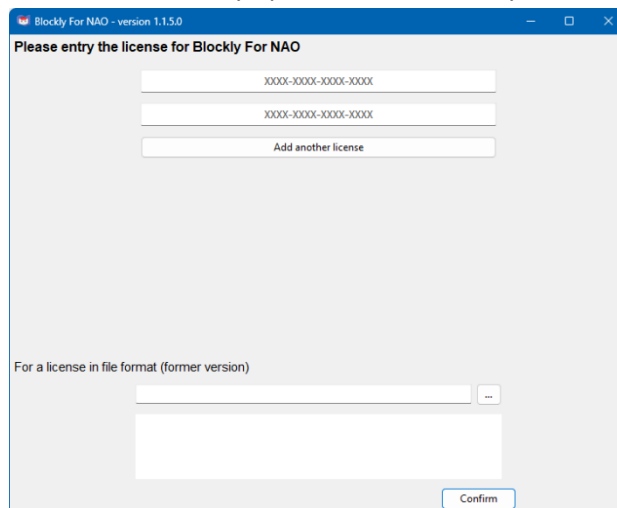 Blockly For NAO - version 1.1.5.0
Please entry the license for Blockly For NAO
XXXX-XXXX-XXXX-XXXX
XXXX-XXXX-XXXX-XXXX
Add another license
For a license in file format (former version)
...
Confirm